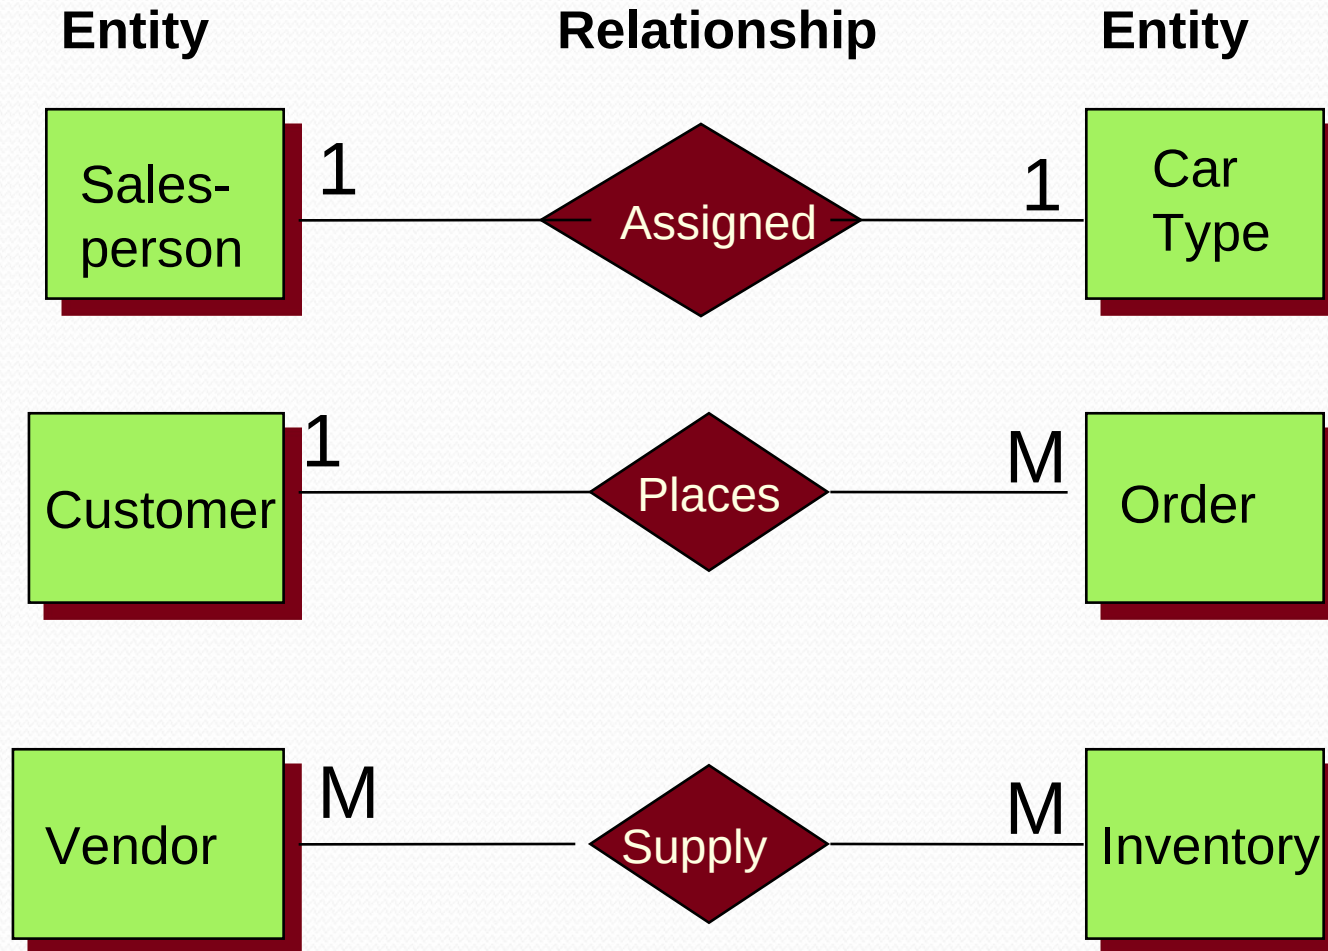 Entity
Relationship
Entity
Sales-
person
1
Assigned
1
Car
Type
Customer
1
Places
M
Order
Vendor
M
Supply
M
Inventory